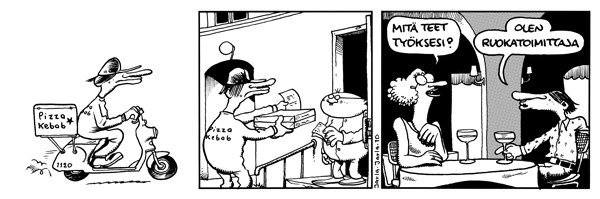 Pizza
Kebab
1120
Pizza
Kebab
MITÄ TEET
TYÖKSESI?
OLEN
RUOKATOIMITTAJA